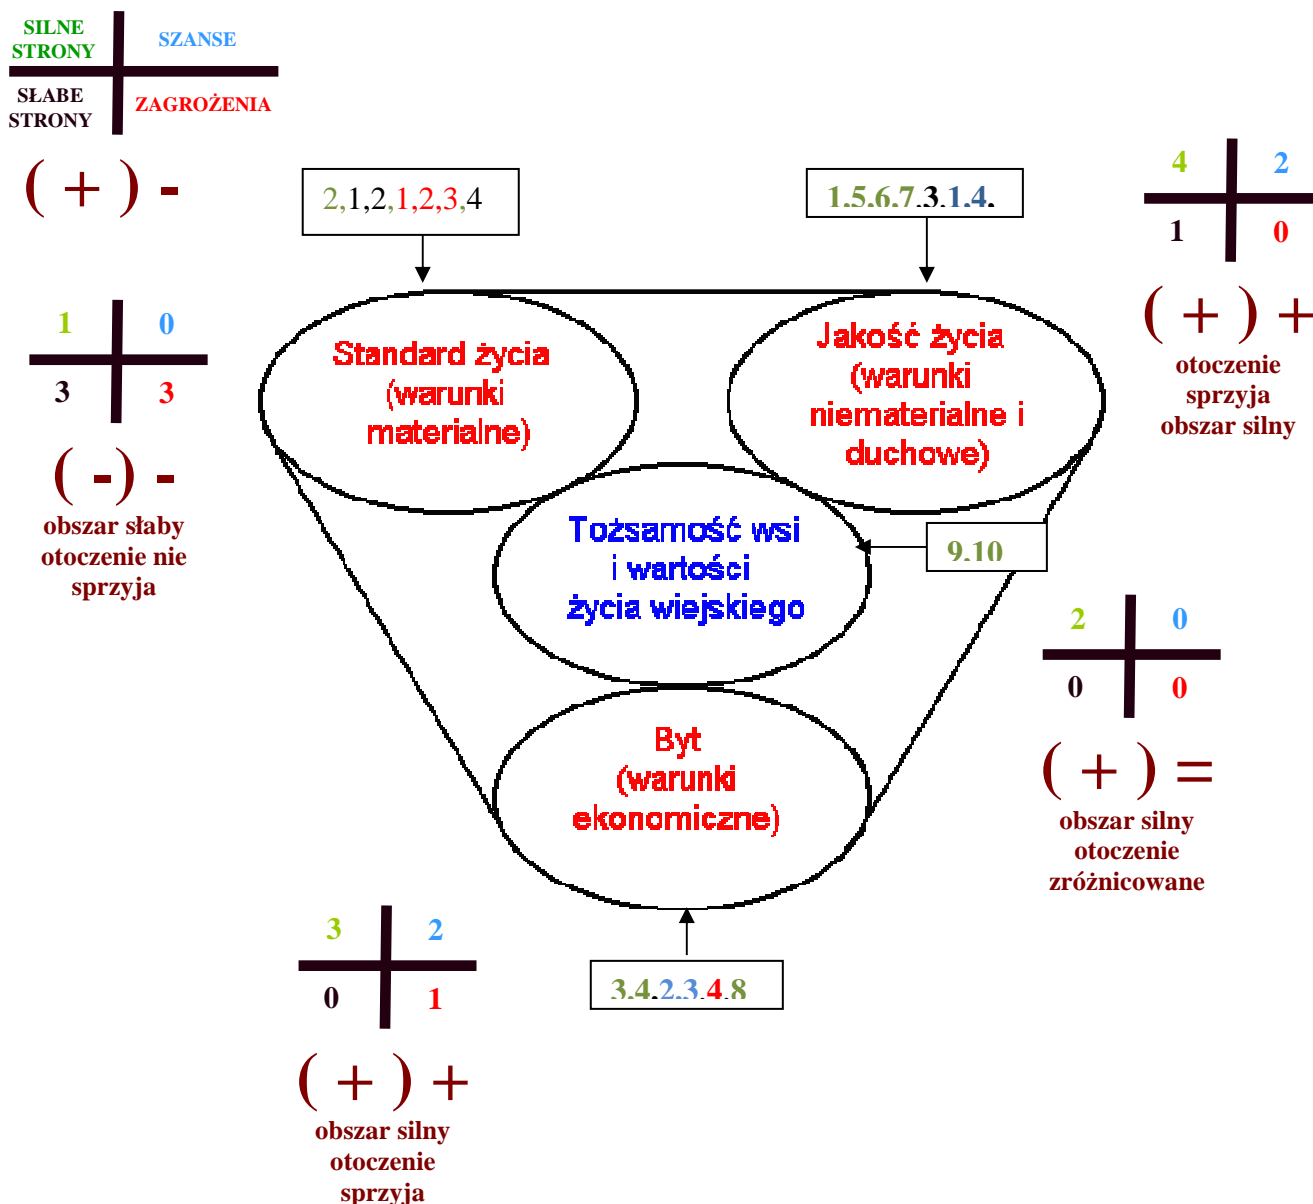 SILNE
STRONY
SZANSE
SŁABE
STRONY
ZAGROŻENIA
( + ) -
2,1,2,1,2,3,4
1,5,6,7,3,1,4,
4
2
1
0
( + ) +
otoczenie
sprzyja
obszar silny
1
0
3
3
( -) -
obszar słaby
otoczenie nie
sprzyja
Standard życia
(warunki
materialne)
Jakość życia
(warunki
niematerialne i
duchowe)
Tożsamość wsi
i wartości
życia wiejskiego
9,10
2
0
0
0
( + ) =
obszar silny
otoczenie
zróżnicowane
Byt
(warunki
ekonomiczne)
3
2
0
1
( + ) +
obszar silny
otoczenie
sprzyja
3,4,2,3,4,8